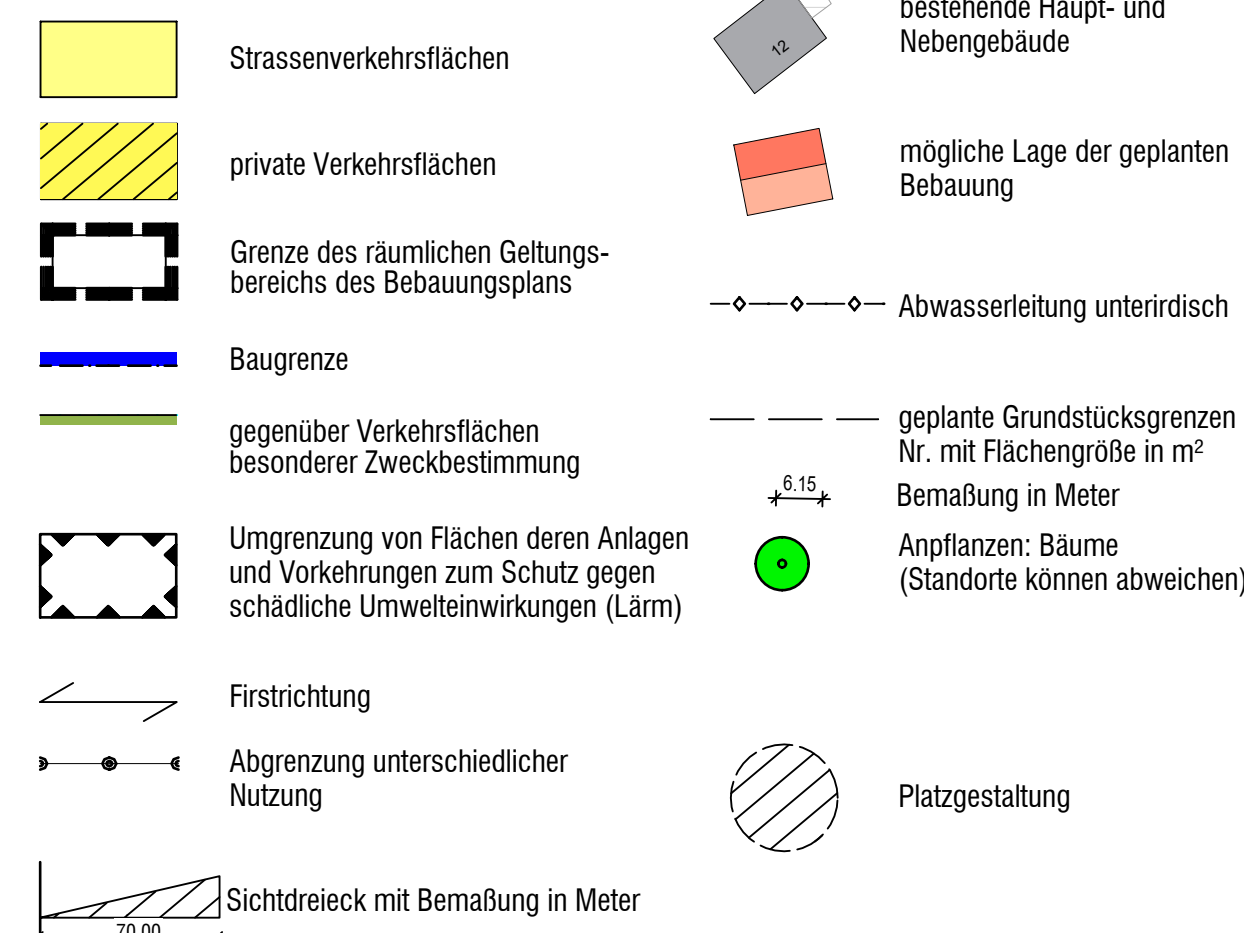 Strassenverkehrsflächen
private Verkehrsflächen
Grenze des räumlichen Geltungs-
bereichs des Bebauungsplans
Baugrenze
gegenüber Verkehrsflächen
besonderer Zweckbestimmung
Umgrenzung von Flächen deren Anlagen
und Vorkehrungen zum Schutz gegen
schädliche Umwelteinwirkungen (Lärm)
Firstrichtung
Abgrenzung unterschiedlicher
Nutzung
Sichtdreieck mit Bemaßung in Meter
70.00
bestehende Haupt- und
Nebengebäude
12
mögliche Lage der geplanten
Bebauung
Abwasserleitung unterirdisch
geplante Grundstücksgrenzen
Nr. mit Flächengröße in m²
6.15
Bemaßung in Meter
Anpflanzen: Bäume
(Standorte können abweichen)
Platzgestaltung